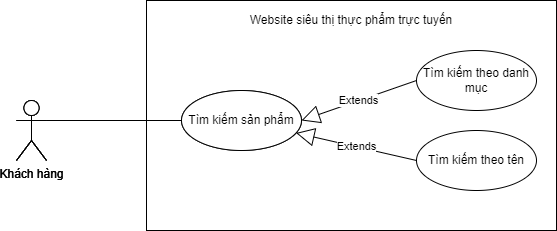 Website siêu thị thực phẩm trực tuyến
Tìm kiếm theo danh
mục
Extends
Tìm kiếm sản phẩm
Extends
Tìm kiếm theo tên
Khách hàng